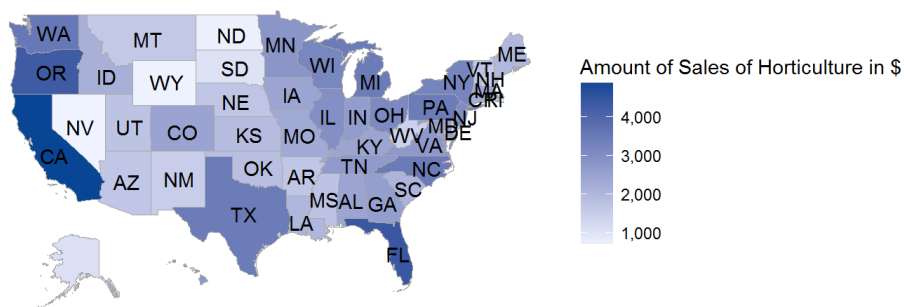 WA
MT
ND
MN
ME
OR
ID
WY
SD
WI
MI
NY
VT
NH
MA
RI
Amount of Sales of Horticulture in $
NV
UT
CO
NE
IA
IL
IN
OH
PA
NJ
CA
KS
MO
KY
WV
VA
MD
DE
4,000
3,000
AZ
NM
OK
AR
TN
NC
SC
2,000
TX
LA
MS
AL
GA
1,000
FL